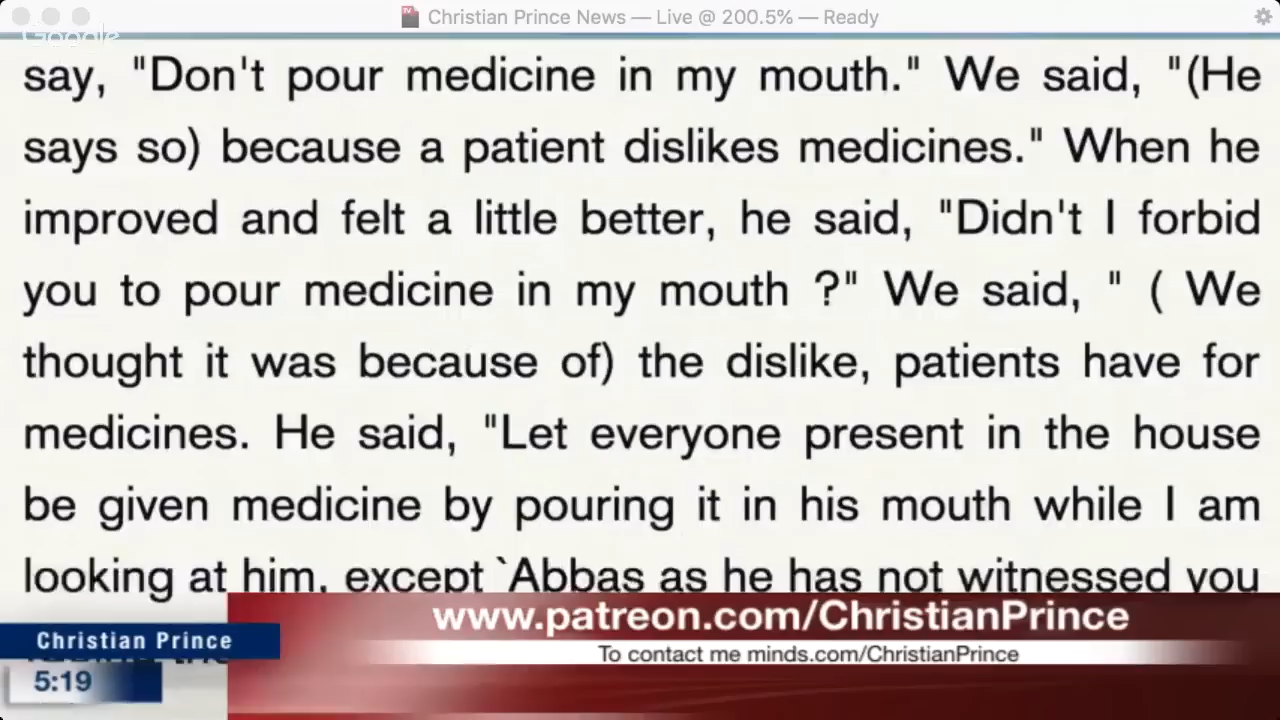 Christian Prince News — Live @ 200.5% — Ready
Google
say, "Don't pour medicine in my mouth." We said, "(He
says so) because a patient dislikes medicines." When he
improved and felt a little better, he said, "Didn't I forbid
you to pour medicine in my mouth ?" We said, " ( We
thought it was because of) the dislike, patients have for
medicines. He said, "Let everyone present in the house
be given medicine by pouring it in his mouth while I am
looking at him, except `Abbas as he has not witnessed you
www.patreon.com/ChristianPrince
Christian Prince
To contact me minds.com/ChristianPrince
5:19